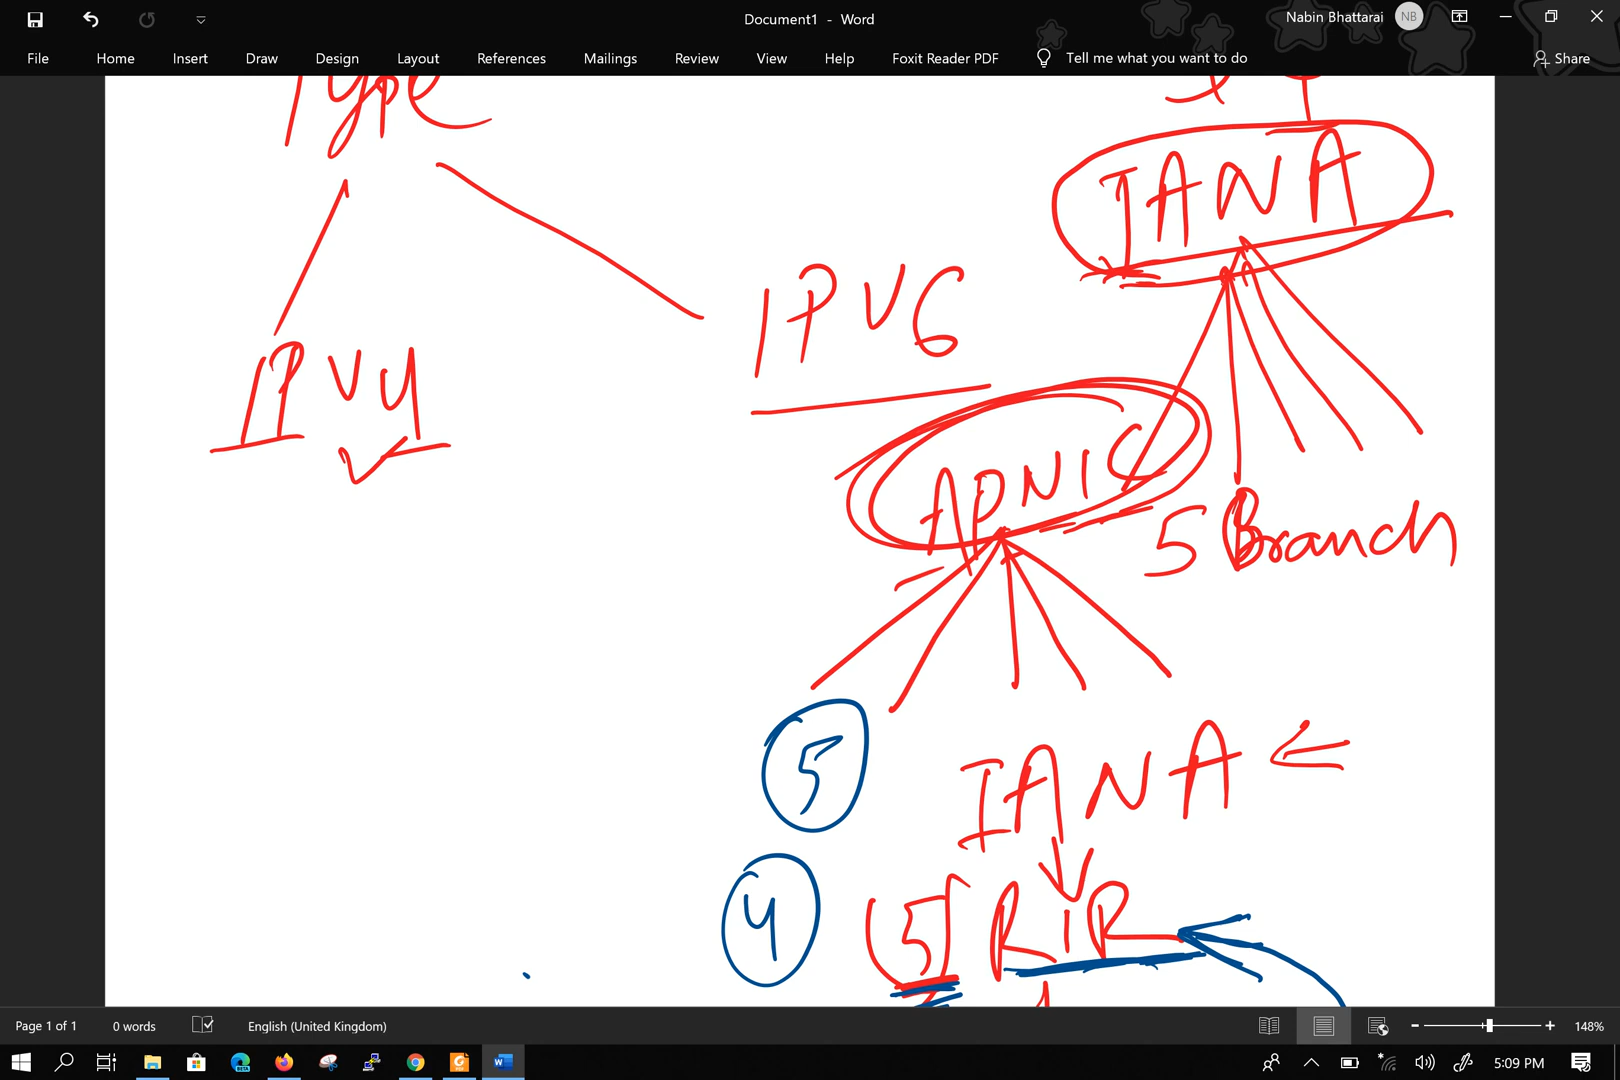 Document1 - Word
Nabin Bhattarai NB
File Home Insert Draw Design Layout References Mailings Review View Help Foxit Reader PDF Tell me what you want to do Share
Type
IANA
IPV6
IPV4
APNIC
5 Branch
5
IANA
4
(5) RIR
Page 1 of 1 0 words English (United Kingdom) 148%
BETA
5:09 PM